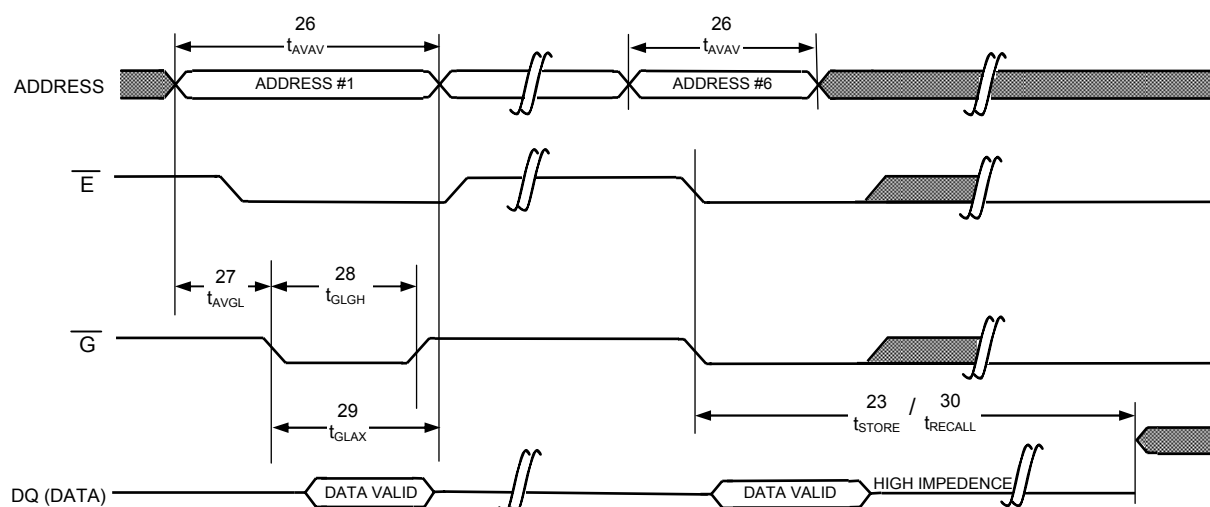 26
26
tAVAV
tAVAV
ADDRESS
ADDRESS #1
ADDRESS #6
E
27
28
tAVGL
tGLGH
G
29
tGLAX
23 / 30
tSTORE tRECALL
DQ (DATA)
DATA VALID
DATA VALID
HIGH IMPEDENCE